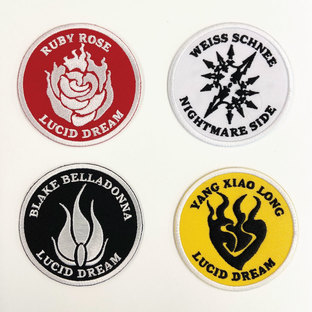 RUBY ROSE
LUCID DREAM
WEISS SCHNEE
NIGHTMARE SIDE
BLAKE BELLADONNA
LUCID DREAM
YANG XIAO LONG
LUCID DREAM